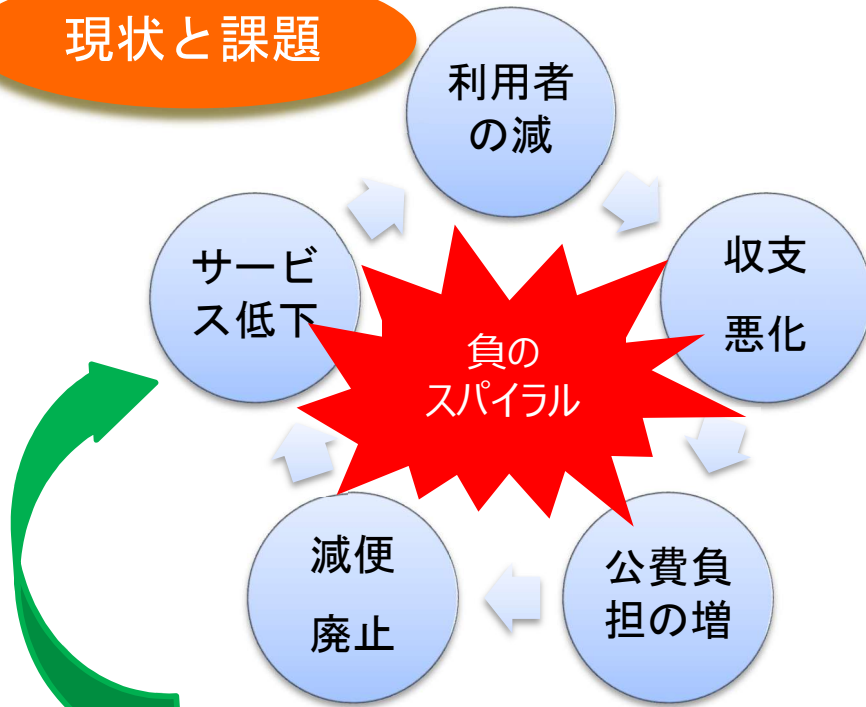 現状と課題
利用者
の減
収支
悪化
公費負
担の増
減便
廃止
サービ
ス低下
負の
スパイラル